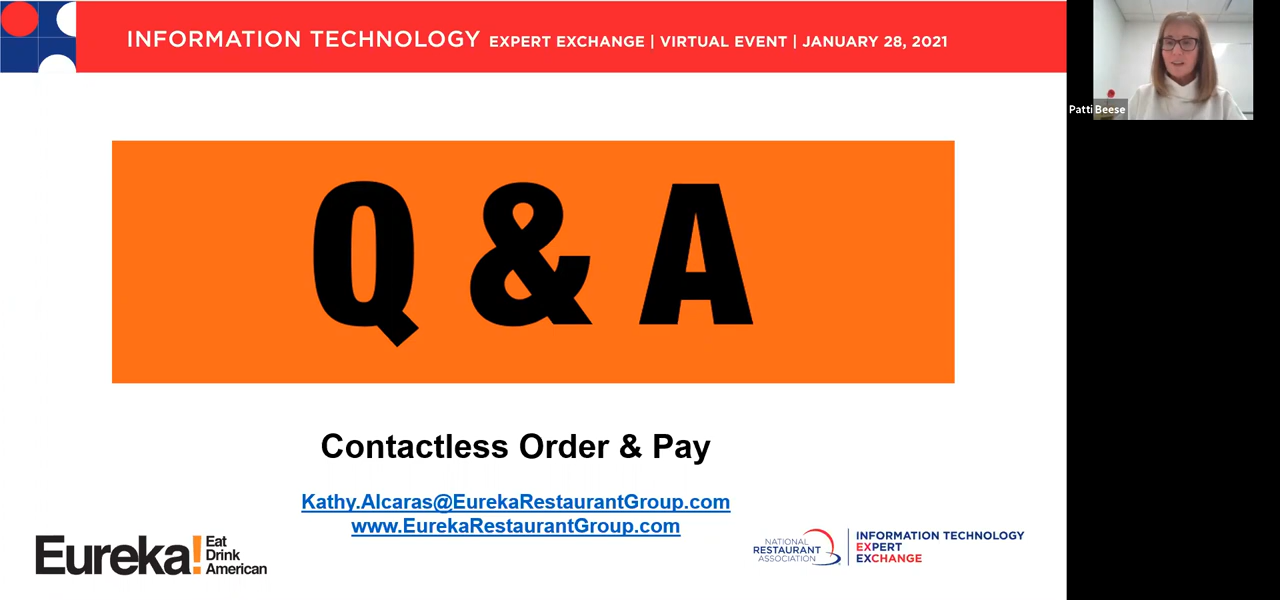 INFORMATION TECHNOLOGY EXPERT EXCHANGE | VIRTUAL EVENT | JANUARY 28, 2021
Patti Beese
Q & A
Contactless Order & Pay
Kathy.Alcaras@EurekaRestaurantGroup.com
www.EurekaRestaurantGroup.com
Eureka!
Eat
Drink
American
NATIONAL
RESTAURANT
ASSOCIATION
INFORMATION TECHNOLOGY
EXPERT
EXCHANGE